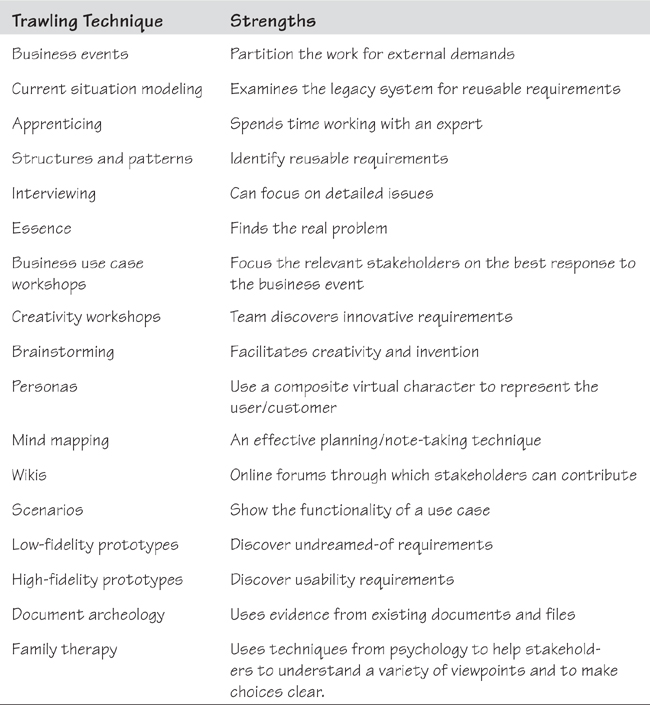 Trawling Technique Strengths
Business events Partition the work for external demands
Current situation modeling Examines the legacy system for reusable requirements
Apprenticing Spends time working with an expert
Structures and patterns Identify reusable requirements
Interviewing Can focus on detailed issues
Essence Finds the real problem
Business use case Focus the relevant stakeholders on the best response to
workshops the business event
Creativity workshops Team discovers innovative requirements
Brainstorming Facilitates creativity and invention
Personas Use a composite virtual character to represent the
user/customer
Mind mapping An effective planning/note-taking technique
Wikis Online forums through which stakeholders can contribute
Scenarios Show the functionality of a use case
Low-fidelity prototypes Discover undreamed-of requirements
High-fidelity prototypes Discover usability requirements
Document archeology Uses evidence from existing documents and files
Family therapy Uses techniques from psychology to help stakehold-
ers to understand a variety of viewpoints and to make
choices clear.